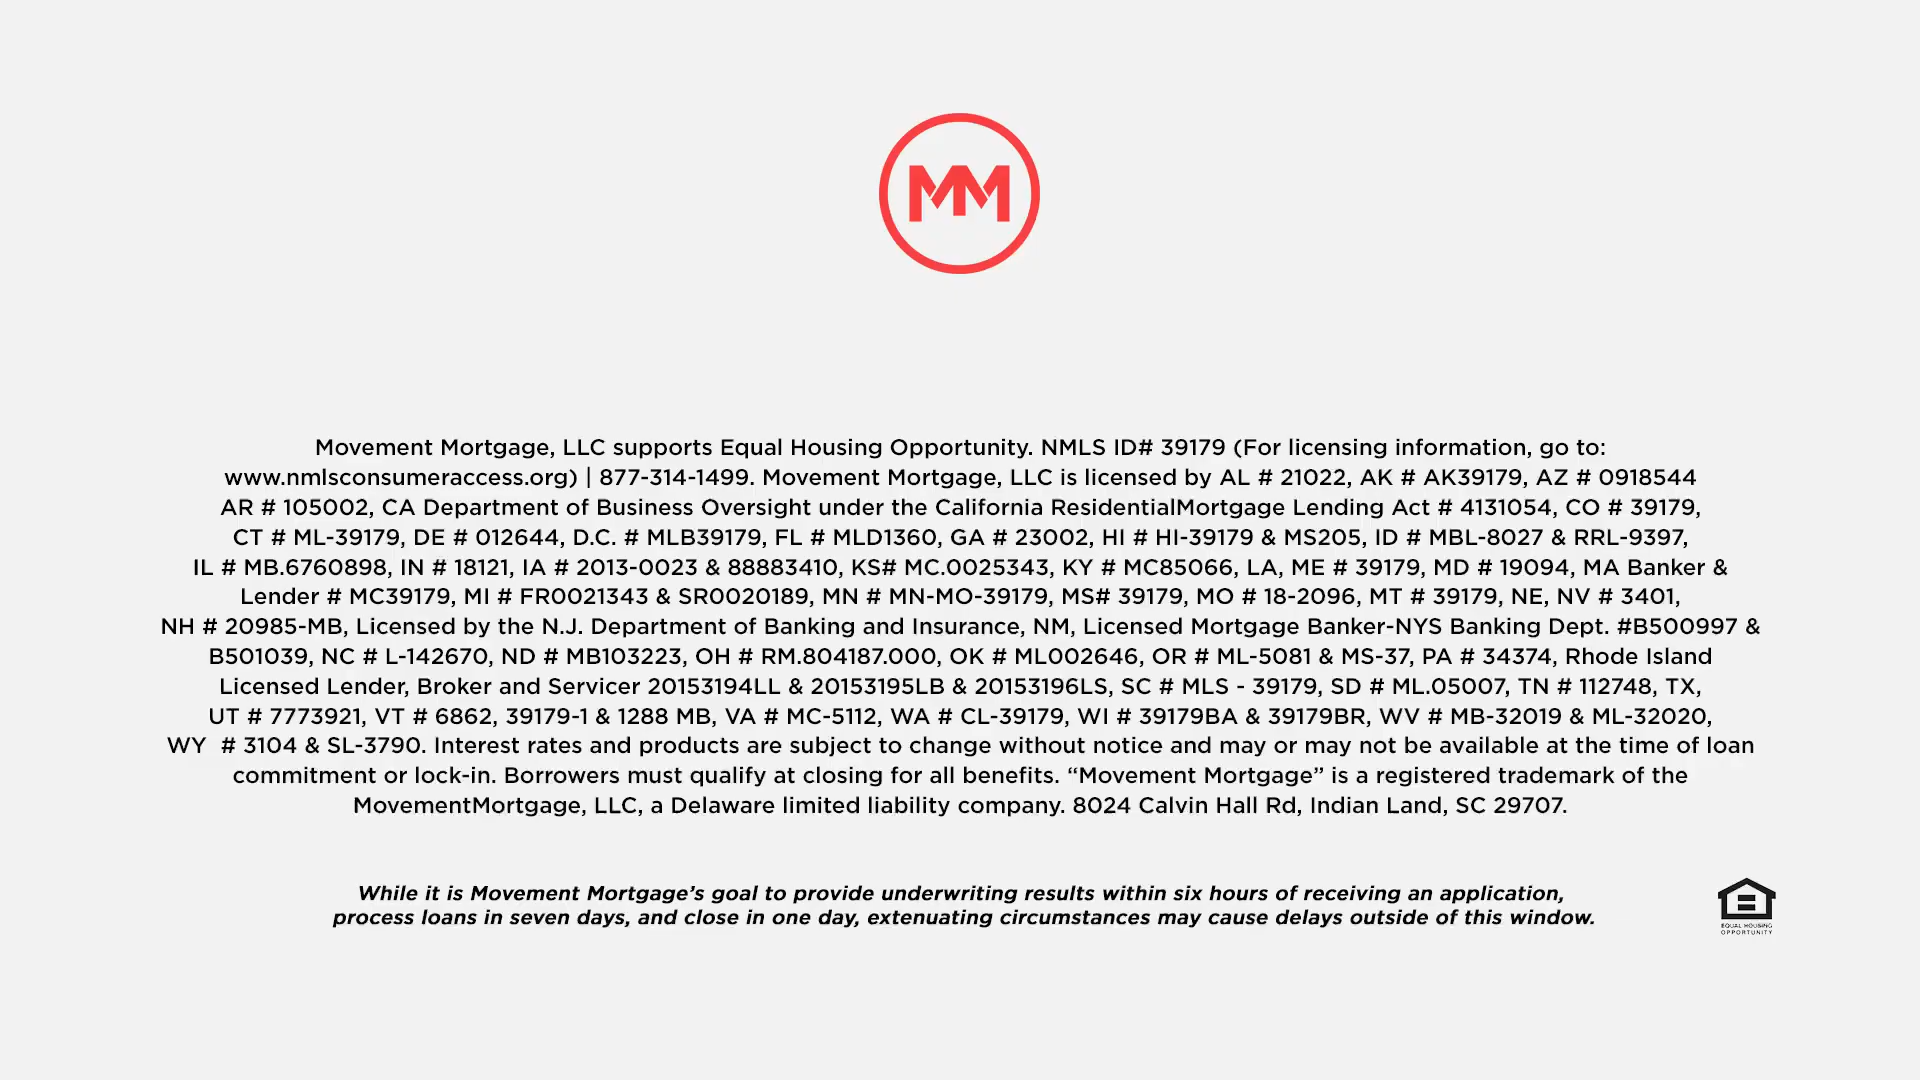 MM
Movement Mortgage, LLC supports Equal Housing Opportunity. NMLS ID# 39179 (For licensing information, go to:
www.nmlsconsumeraccess.org) | 877-314-1499. Movement Mortgage, LLC is licensed by AL # 21022, AK # AK39179, AZ # 0918544
AR # 105002, CA Department of Business Oversight under the California ResidentialMortgage Lending Act # 4131054, CO # 39179,
CT # ML-39179, DE # 012644, D.C. # MLB39179, FL # MLD1360, GA # 23002, HI # HI-39179 & MS205, ID # MBL-8027 & RRL-9397,
IL # MB.6760898, IN # 18121, IA # 2013-0023 & 88883410, KS# MC.0025343, KY # MC85066, LA, ME # 39179, MD # 19094, MA Banker &
Lender # MC39179, MI # FR0021343 & SR0020189, MN # MN-MO-39179, MS# 39179, MO # 18-2096, MT # 39179, NE, NV # 3401,
NH # 20985-MB, Licensed by the N.J. Department of Banking and Insurance, NM, Licensed Mortgage Banker-NYS Banking Dept. #B500997 &
B501039, NC # L-142670, ND # MB103223, OH # RM.804187.000, OK # ML002646, OR # ML-5081 & MS-37, PA # 34374, Rhode Island
Licensed Lender, Broker and Servicer 20153194LL & 20153195LB & 20153196LS, SC # MLS - 39179, SD # ML.05007, TN # 112748, TX,
UT # 7773921, VT # 6862, 39179-1 & 1288 MB, VA # MC-5112, WA # CL-39179, WI # 39179BA & 39179BR, WV # MB-32019 & ML-32020,
WY  # 3104 & SL-3790. Interest rates and products are subject to change without notice and may or may not be available at the time of loan
commitment or lock-in. Borrowers must qualify at closing for all benefits. “Movement Mortgage” is a registered trademark of the
MovementMortgage, LLC, a Delaware limited liability company. 8024 Calvin Hall Rd, Indian Land, SC 29707.
While it is Movement Mortgage’s goal to provide underwriting results within six hours of receiving an application,
process loans in seven days, and close in one day, extenuating circumstances may cause delays outside of this window.
EQUAL HOUSING
OPPORTUNITY